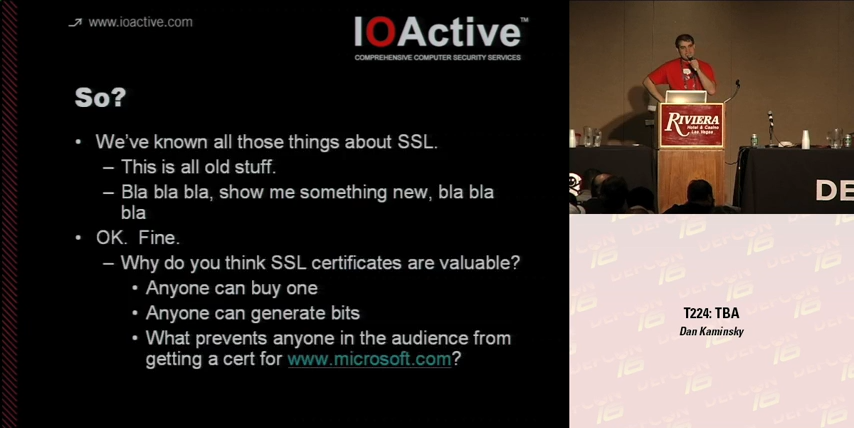 www.ioactive.com
IOActive™
COMPREHENSIVE COMPUTER SECURITY SERVICES
So?
• We've known all those things about SSL.
– This is all old stuff.
– Bla bla bla, show me something new, bla bla
bla
• OK. Fine.
– Why do you think SSL certificates are valuable?
• Anyone can buy one
• Anyone can generate bits
• What prevents anyone in the audience from
getting a cert for www.microsoft.com?
RIVIERA
Hotel & Casino
Las Vegas
DE
T224: TBA
Dan Kaminsky
DEFCON
16